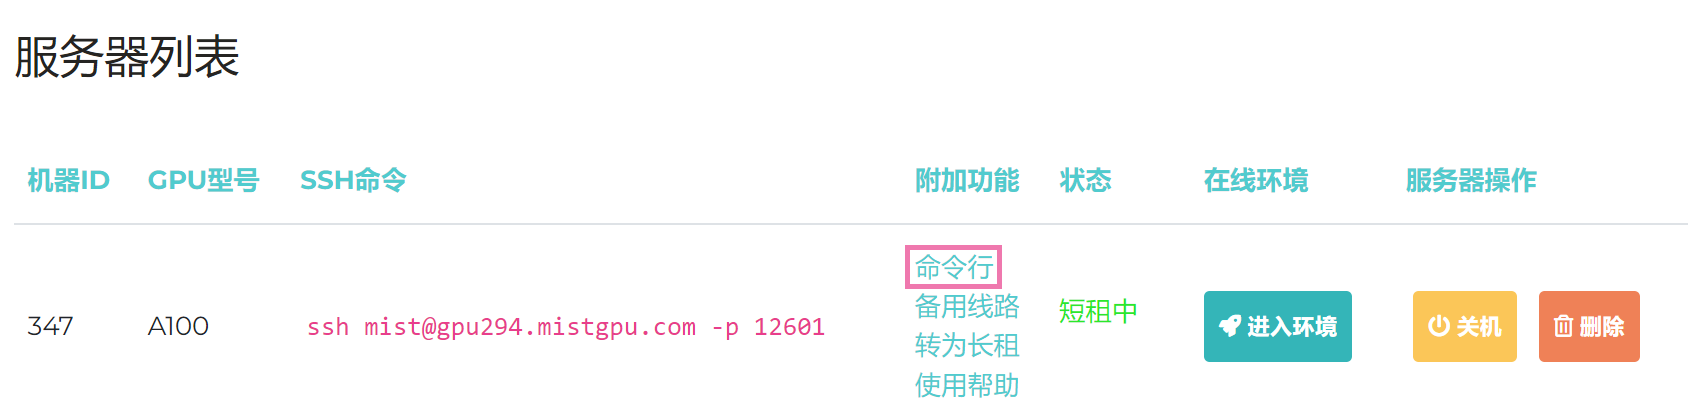 服务器列表
机器ID GPU型号 SSH命令 附加功能 状态 在线环境 服务器操作
347 A100 ssh mist@gpu294.mistgpu.com -p 12601 命令行 短租中 进入环境 关机 删除
备用线路
转为长租
使用帮助